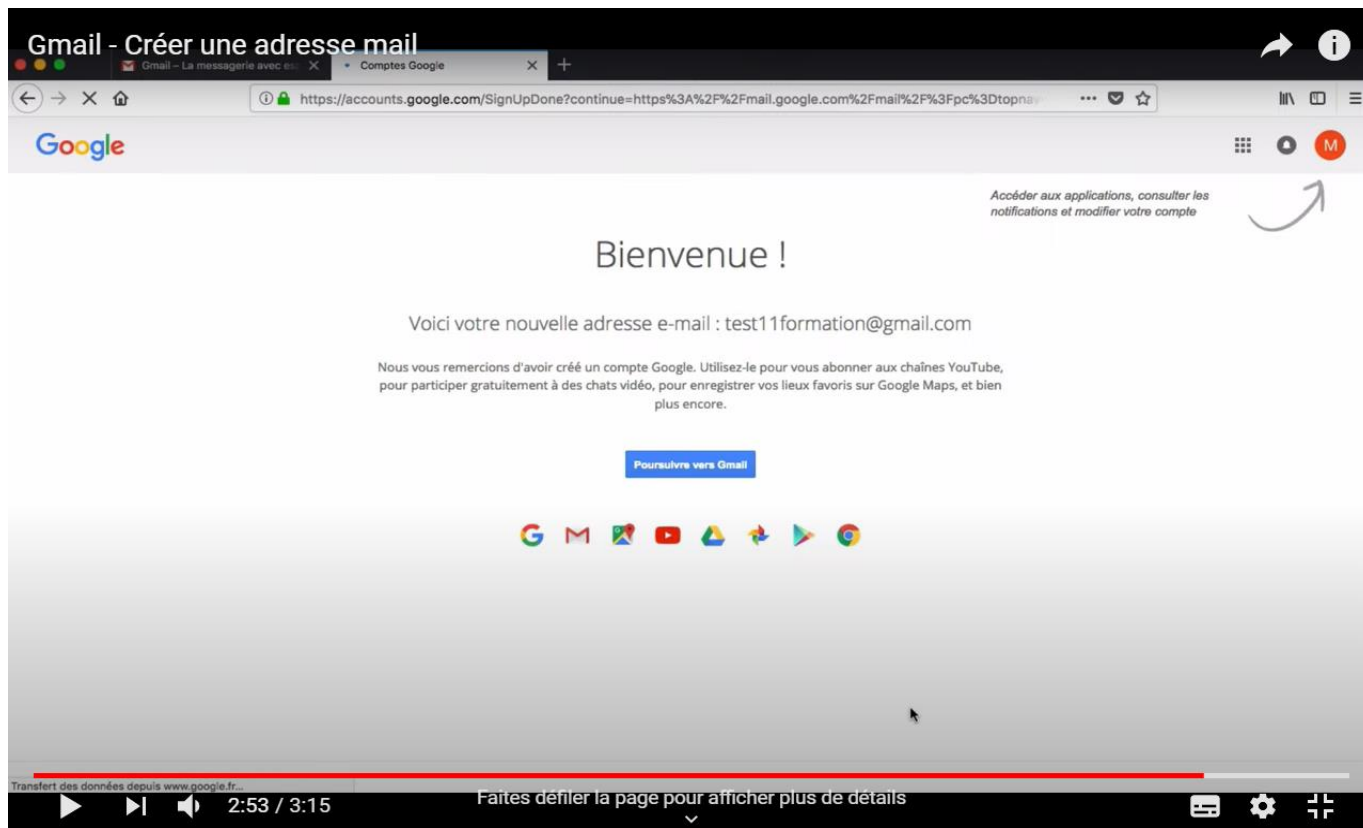 Gmail - Créer une adresse mail
Gmail – La messagerie avec es
Comptes Google
https://accounts.google.com/SignUpDone?continue=https%3A%2F%2Fmail.google.com%2Fmail%2F%3Fpc%3Dtopnav
Google
M
Accéder aux applications, consulter les
notifications et modifier votre compte
Bienvenue !
Voici votre nouvelle adresse e-mail : test11formation@gmail.com
Nous vous remercions d'avoir créé un compte Google. Utilisez-le pour vous abonner aux chaînes YouTube,
pour participer gratuitement à des chats vidéo, pour enregistrer vos lieux favoris sur Google Maps, et bien
plus encore.
Poursuivre vers Gmail
Transfert des données depuis www.google.fr...
2:53 / 3:15
Faites défiler la page pour afficher plus de détails